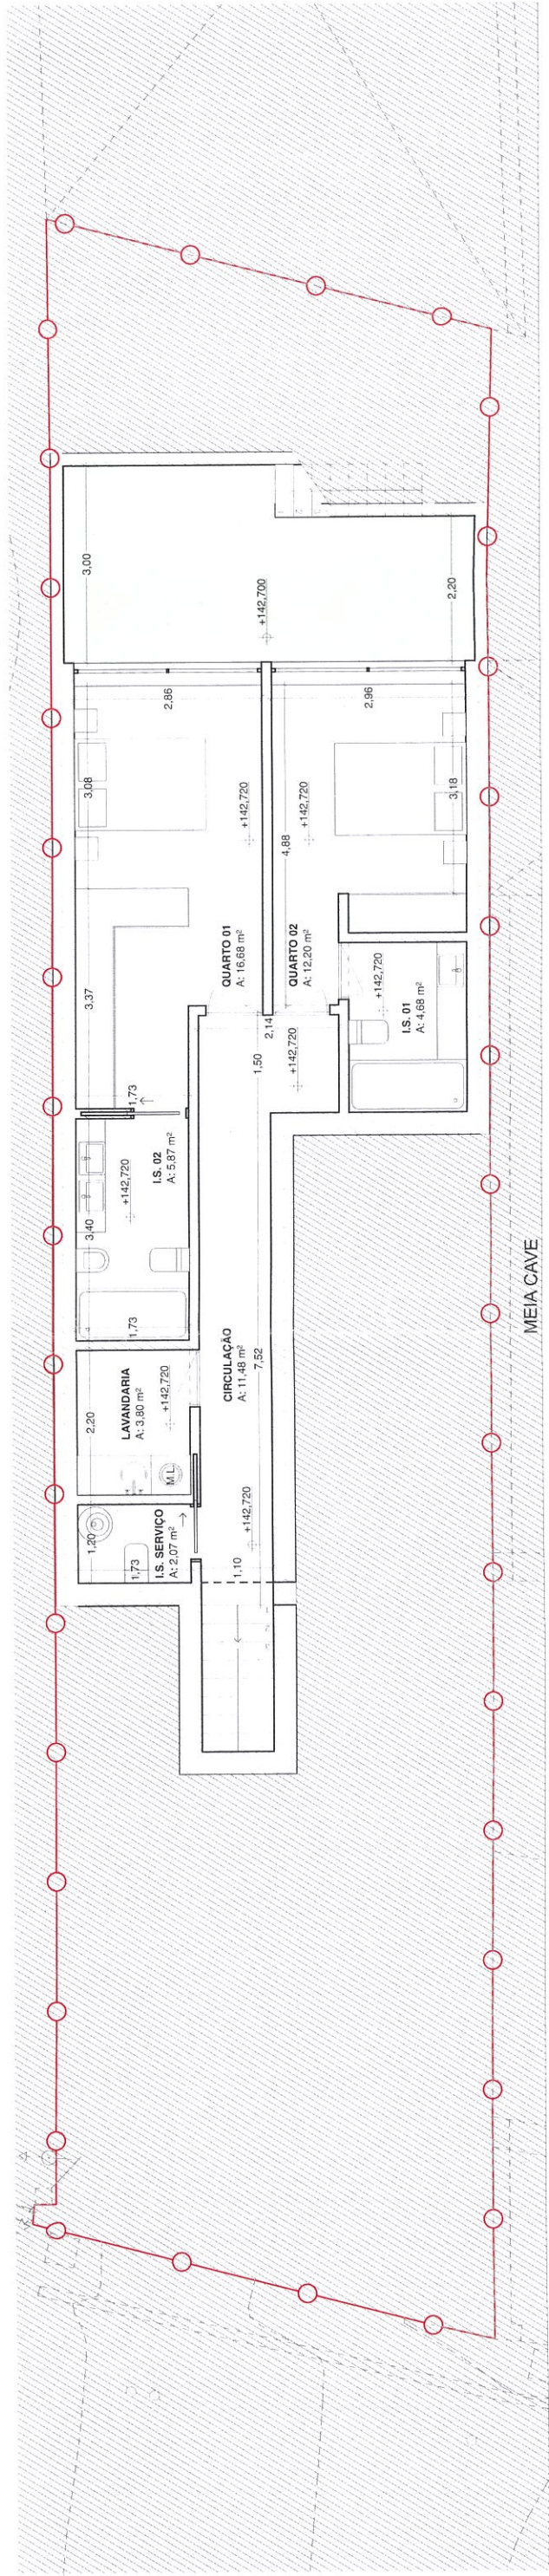 3,00
2,20
+142,700
2,86
2,96
3,08
3,18
+142,720
+142,720
4,88
QUARTO 01
A: 16,68 m²
QUARTO 02
A: 12,20 m²
3,37
+142,720
I.S. 01
A: 4,68 m²
2,14
1,50
+142,720
1,73
+142,720
I.S. 02
A: 5,87 m²
3,40
1,73
CIRCULAÇÃO
A: 11,48 m²
7,52
LAVANDARIA
A: 3,80 m²
+142,720
2,20
M.L.
I.S. SERVIÇO
A: 2,07 m²
1,20
1,73
+142,720
1,10
MEIA CAVE